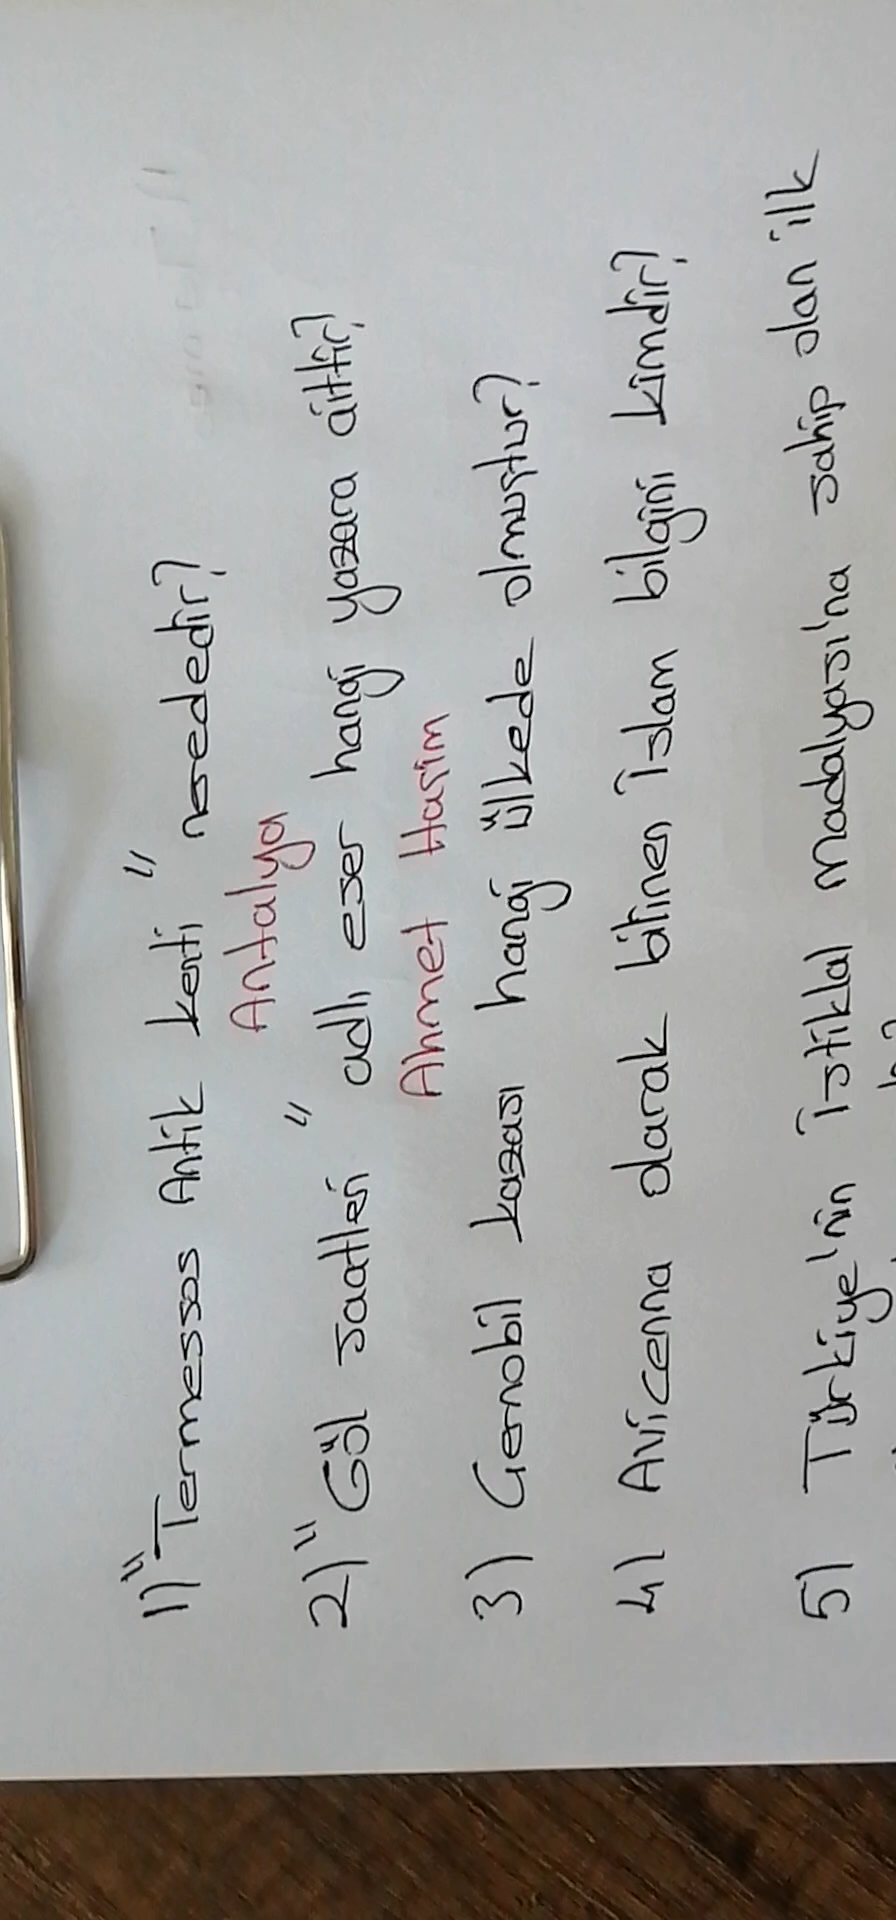 1) "Termessos Antik kenti" nerededir?
Antalya
2) "Göl saatleri" adlı eser hangi yazara aittir?
Ahmet Haşim
3) Çernobil kazası hangi ülkede olmuştur?
4) Avicenna olarak bilinen İslam bilgini kimdir?
5) Türkiye'nin İstiklal madalyası'na sahip olan ilk